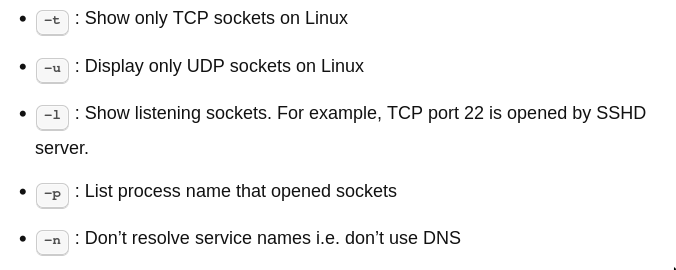 • -t : Show only TCP sockets on Linux
• -u : Display only UDP sockets on Linux
• -l : Show listening sockets. For example, TCP port 22 is opened by SSHD
server.
• -p : List process name that opened sockets
• -n : Don’t resolve service names i.e. don’t use DNS